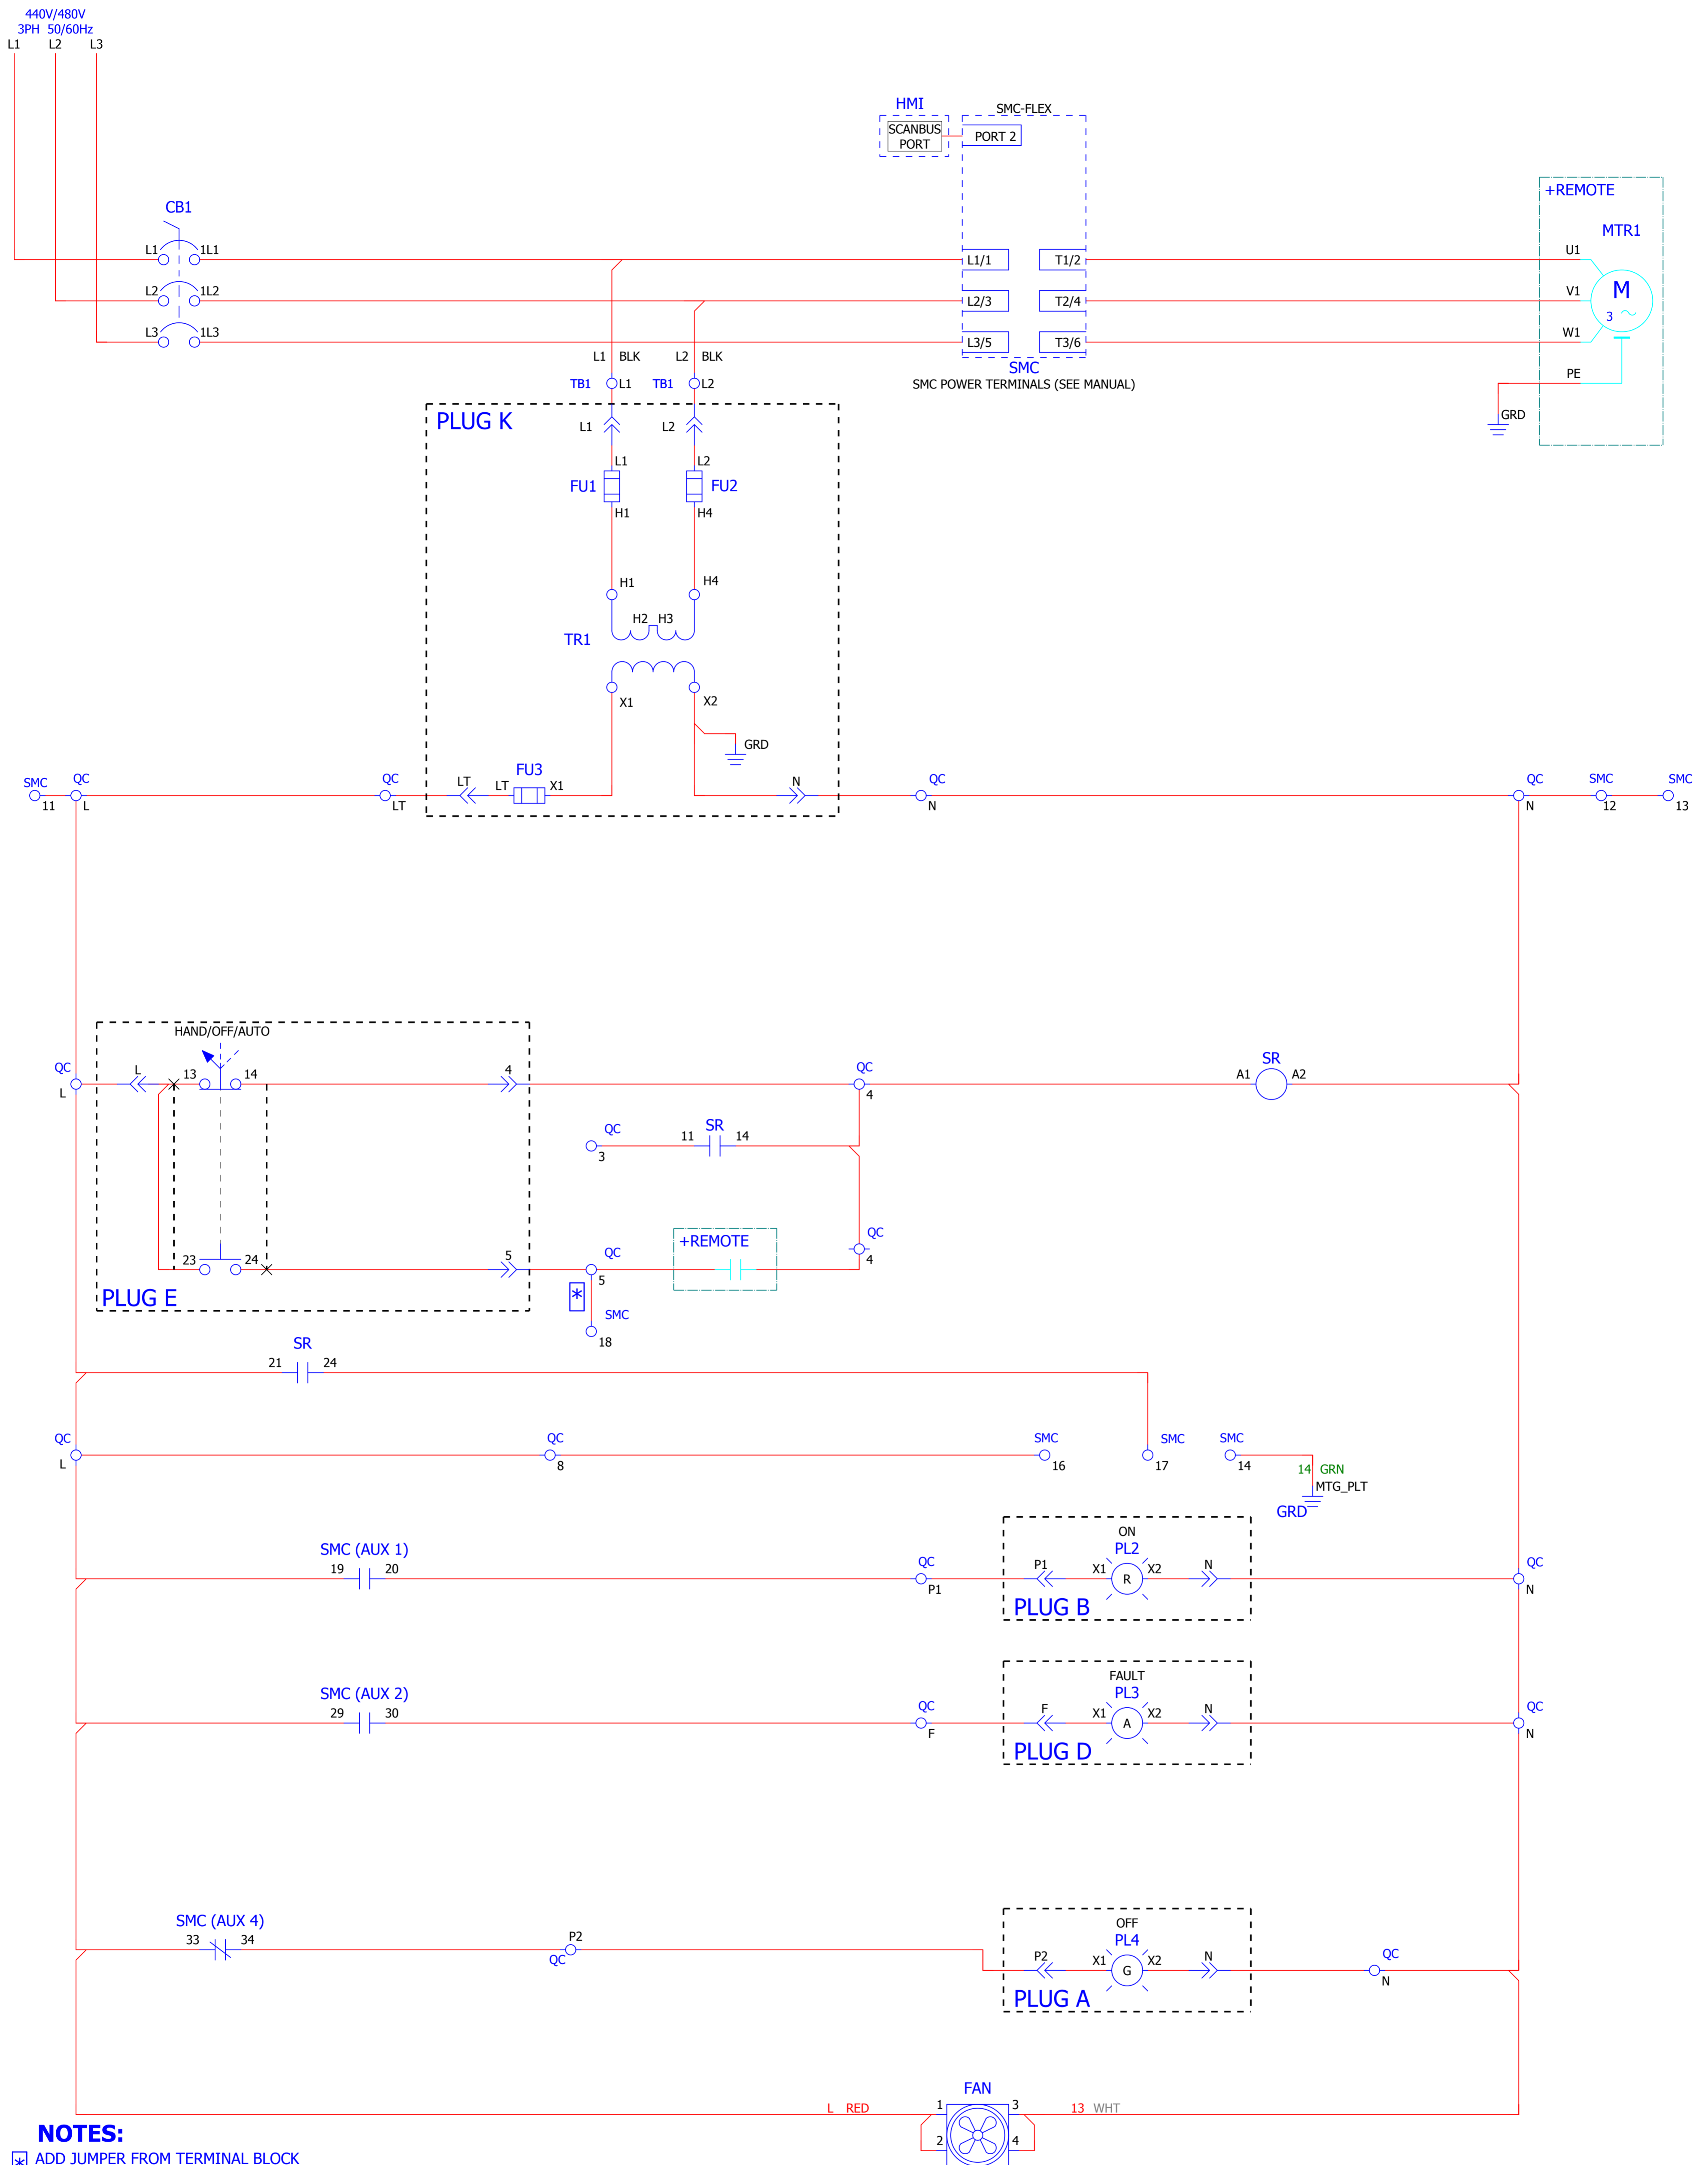 440V/480V
3PH 50/60Hz
L1 L2 L3
HMI
SMC-FLEX
SCANBUS
PORT
PORT 2
+REMOTE
CB1
MTR1
L1 1L1
L1/1 T1/2
U1
L2 1L2
L2/3 T2/4
V1
M
3
L3 1L3
L3/5 T3/6
W1
L1 BLK L2 BLK
SMC
PE
TB1 L1 TB1 L2
SMC POWER TERMINALS (SEE MANUAL)
GRD
PLUG K
L1 L2
L1 L2
FU1 FU2
H1 H4
H1 H4
H2 H3
TR1
X1 X2
GRD
FU3
SMC QC QC LT LT X1 N QC QC SMC SMC
11 L LT N N 12 13
HAND/OFF/AUTO
QC L 13 14 4 QC SR
A1 A2
L 4
QC 11 SR 14
3
QC
+REMOTE
4
23 24 5 QC
5
*
PLUG E
SMC
18
SR
21 24
QC QC SMC SMC SMC
L 8 16 17 14
14 GRN
MTG_PLT
GRD
ON
SMC (AUX 1)
PL2
19 20 QC P1 X1 R X2 N QC
P1 N
PLUG B
FAULT
SMC (AUX 2)
PL3
29 30 QC F X1 A X2 N QC
F N
PLUG D
SMC (AUX 4)
OFF
33 34 P2
QC
PL4
P2 X1 G X2 N QC
N
PLUG A
FAN
L RED 1 3 13 WHT
2 4
NOTES:
* ADD JUMPER FROM TERMINAL BLOCK